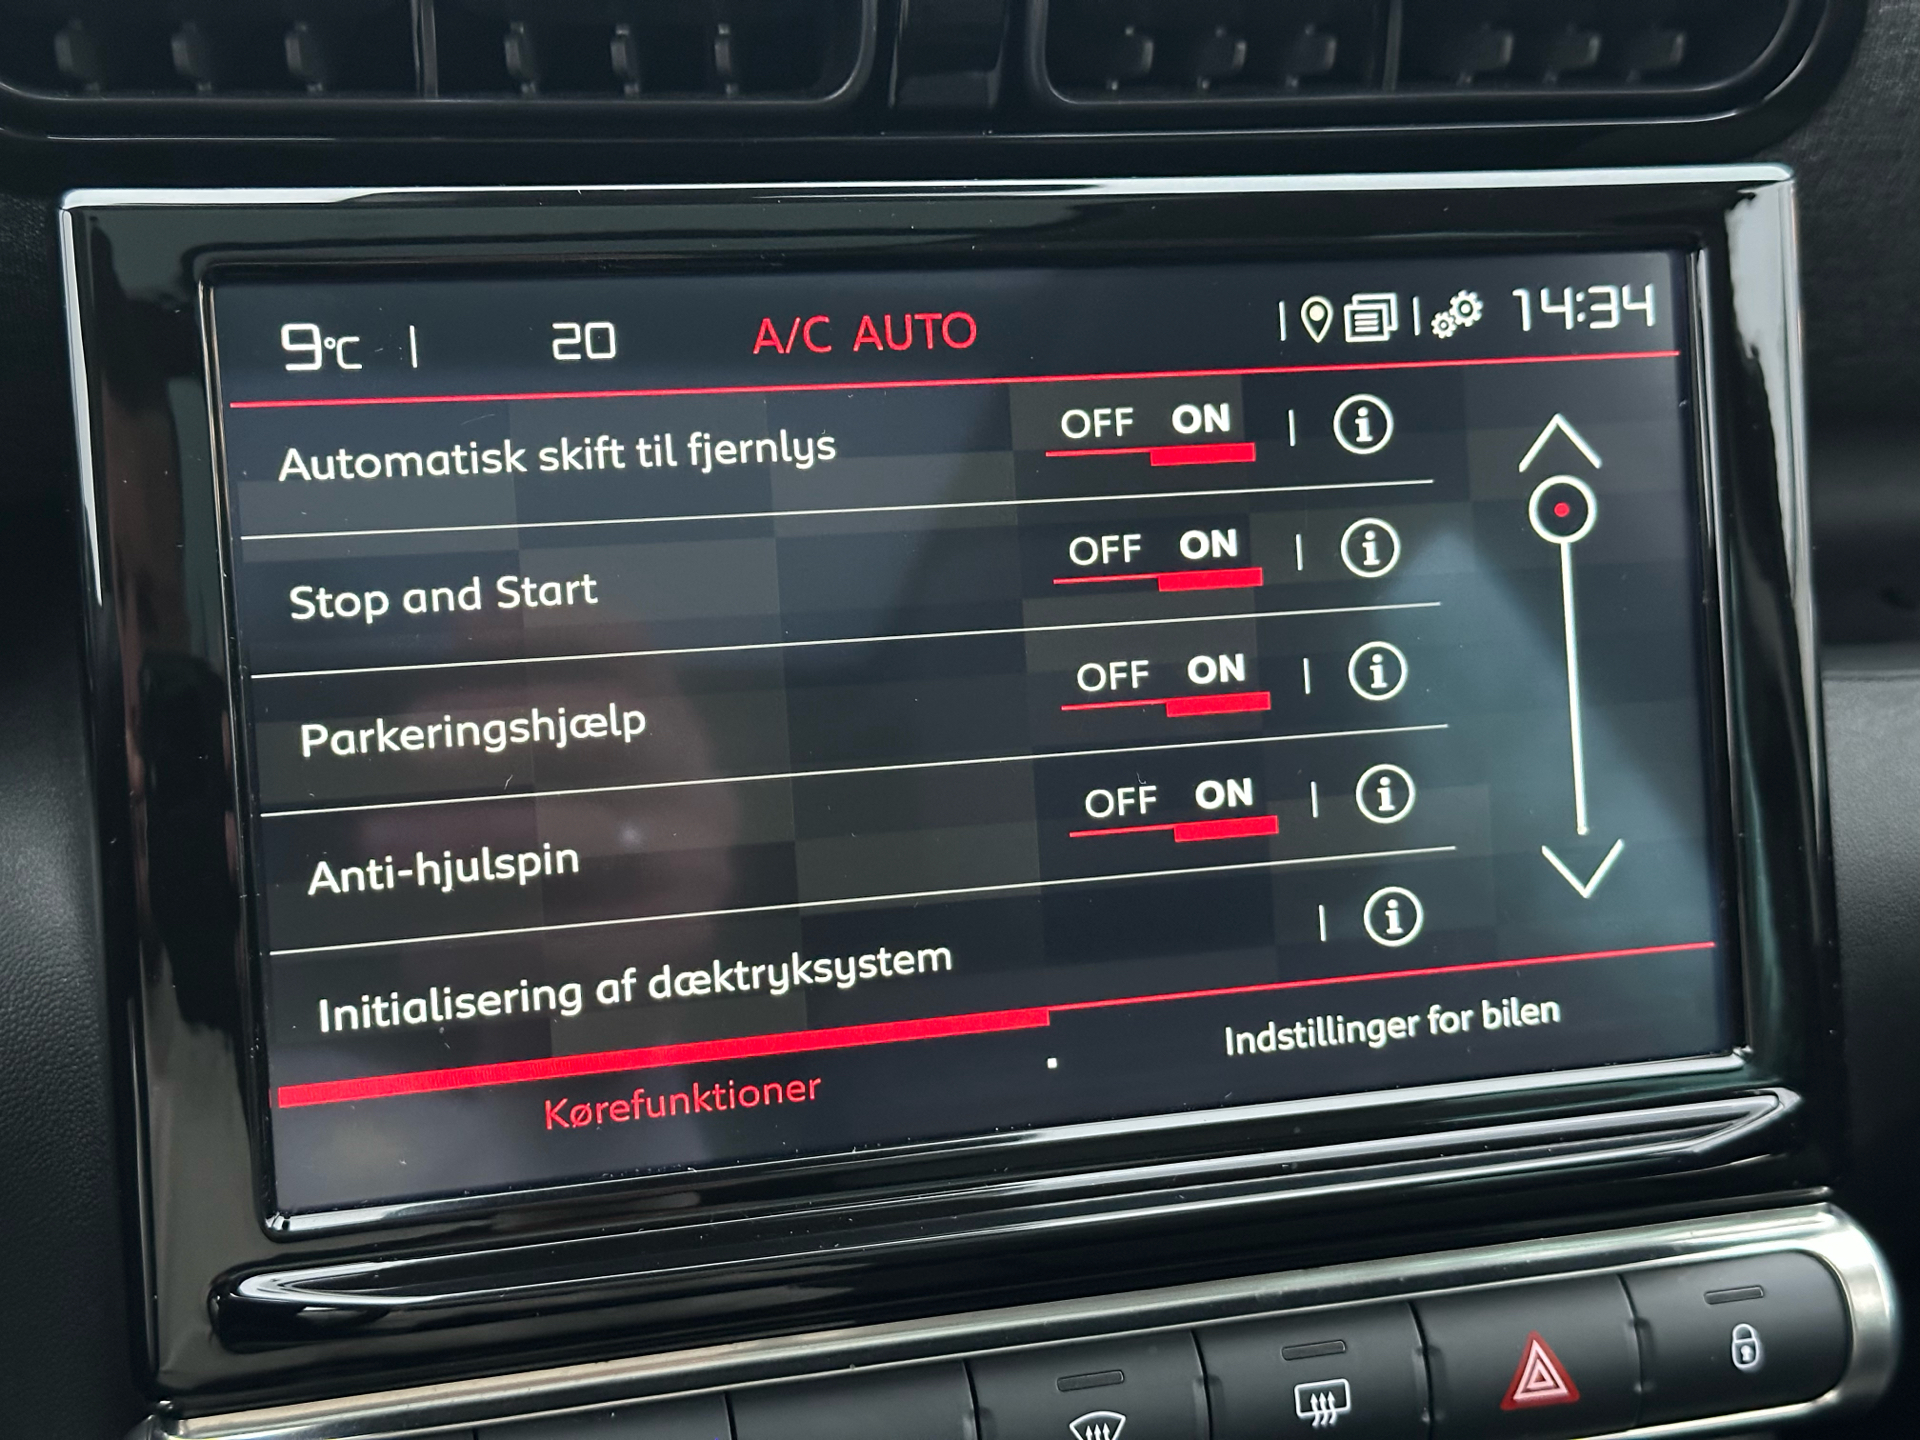 9°C | 20 A/C AUTO 14:34
Automatisk skift til fjernlys OFF ON
Stop and Start OFF ON
Parkeringshjælp OFF ON
Anti-hjulspin OFF ON
Initialisering af dæktryksystem
Kørefunktioner Indstillinger for bilen